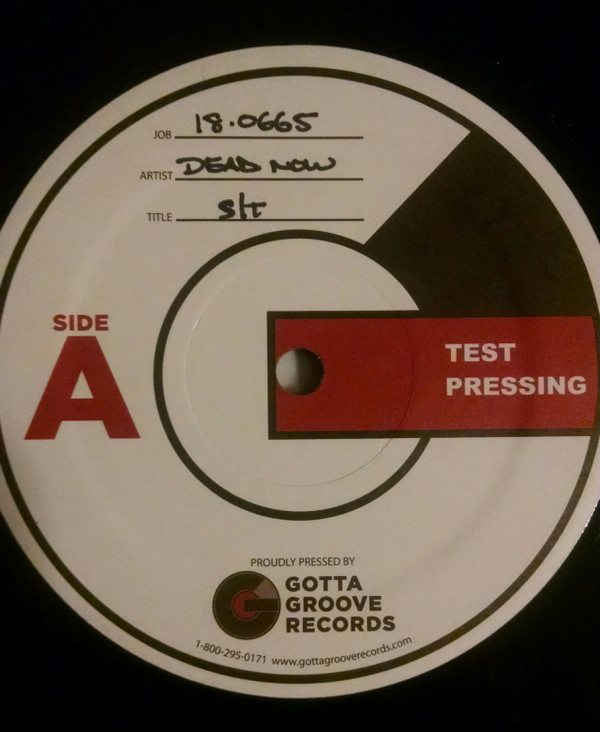 JOB 18.0665
ARTIST DEAD NOW
TITLE S/T
SIDE
A
TEST
PRESSING
PROUDLY PRESSED BY
GOTTA
GROOVE
RECORDS
1-800-295-0171 www.gottagrooverecords.com